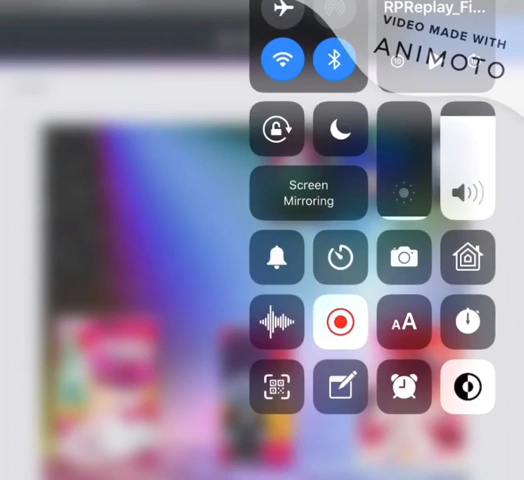 RPReplay_Fi...
VIDEO MADE WITH
ANIMOTO
Screen
Mirroring
AA